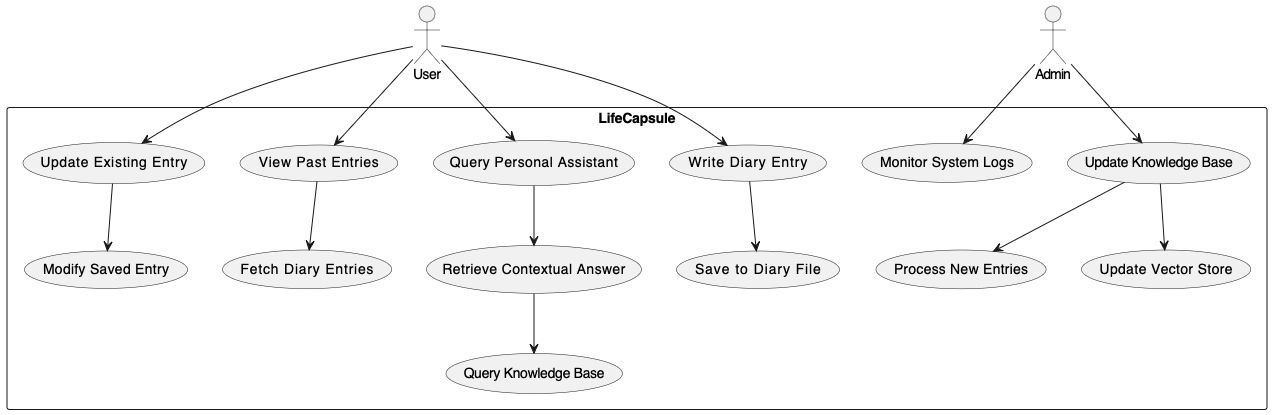 User
Admin
LifeCapsule
Update Existing Entry
View Past Entries
Query Personal Assistant
Write Diary Entry
Monitor System Logs
Update Knowledge Base
Modify Saved Entry
Fetch Diary Entries
Retrieve Contextual Answer
Save to Diary File
Process New Entries
Update Vector Store
Query Knowledge Base